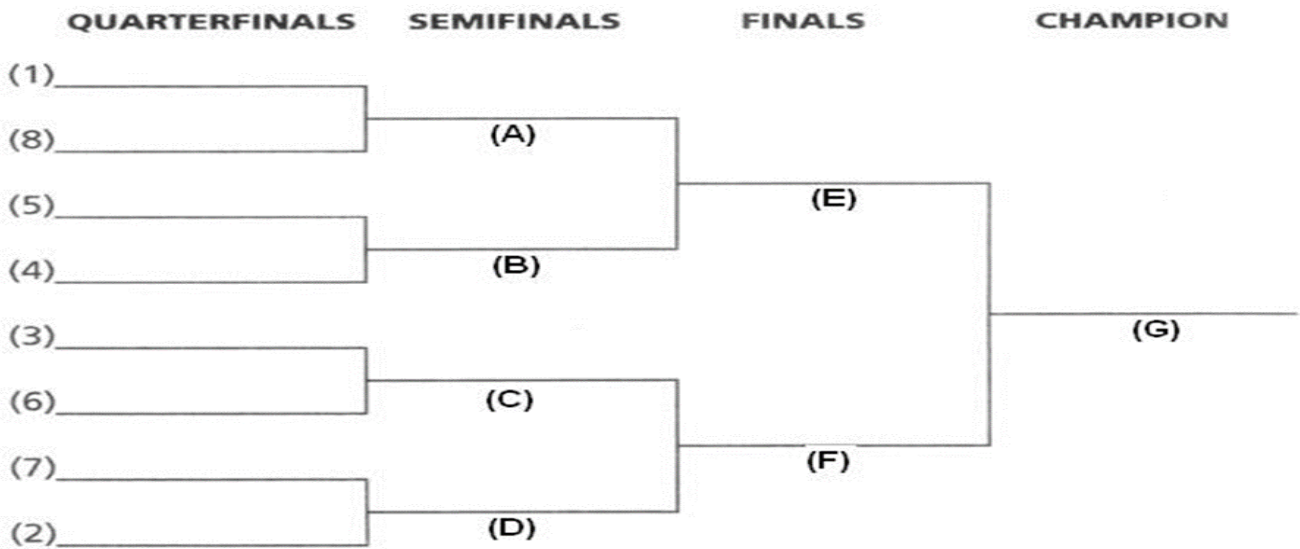 QUARTERFINALS SEMIFINALS FINALS CHAMPION
(1)
(A)
(8)
(E)
(5)
(B)
(4)
(G)
(3)
(C)
(6)
(F)
(7)
(D)
(2)